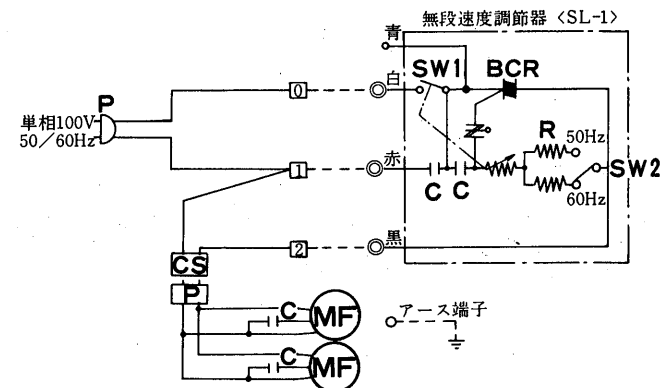 無段速度調節器 <SL-1>
青
白
SW1
BCR
0
P
単相100V
50/60Hz
R
50Hz
赤
1
C
C
SW2
60Hz
黒
2
CS
P
C
MF
アース端子
C
MF